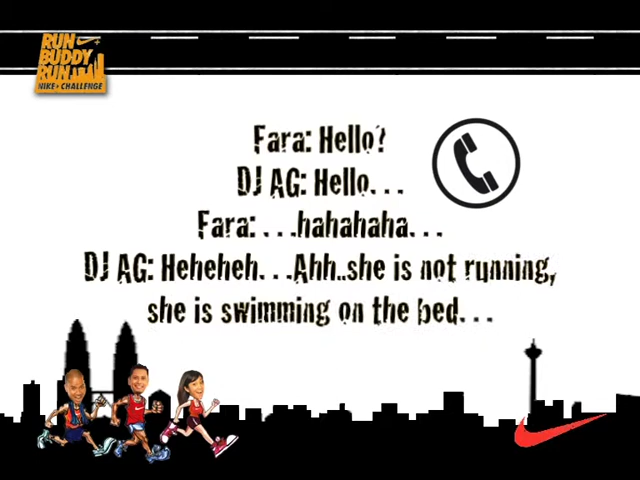 RUN
BUDDY
RUN
NIKE+ CHALLENGE
Fara: Hello?
DJ AG: Hello. . .
Fara: . . .hahahaha. . .
DJ AG: Heheheh. . .Ahh..she is not running,
she is swimming on the bed. . .